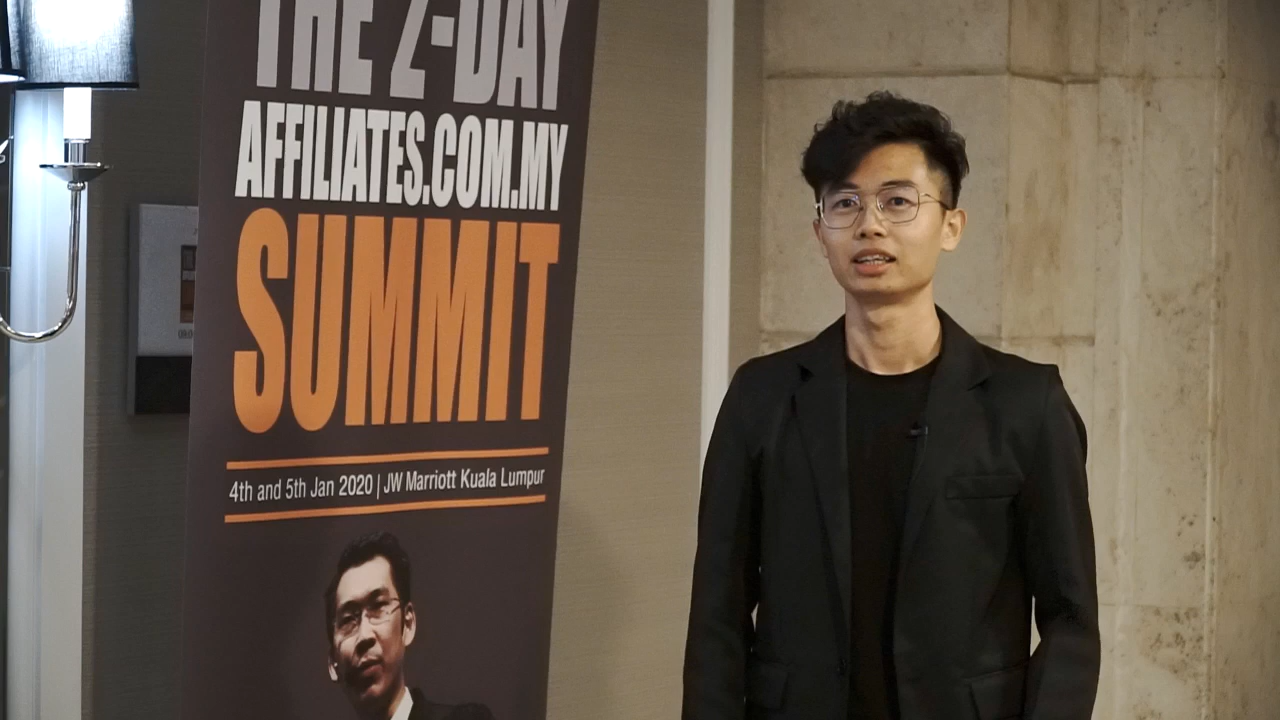 THE 2-DAY
AFFILIATES.COM.MY
SUMMIT
4th and 5th Jan 2020 | JW Marriott Kuala Lumpur